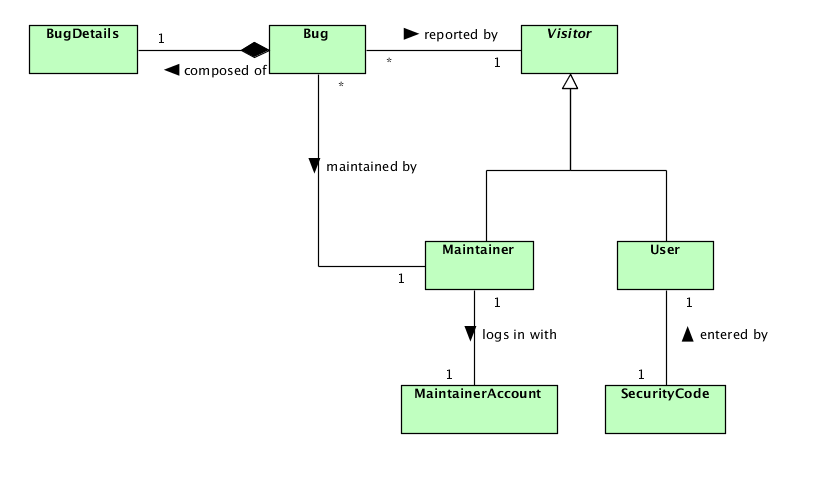 BugDetails
1
Bug
reported by
Visitor
*
1
composed of
*
maintained by
Maintainer
User
1
1
1
logs in with
entered by
1
1
MaintainerAccount
SecurityCode